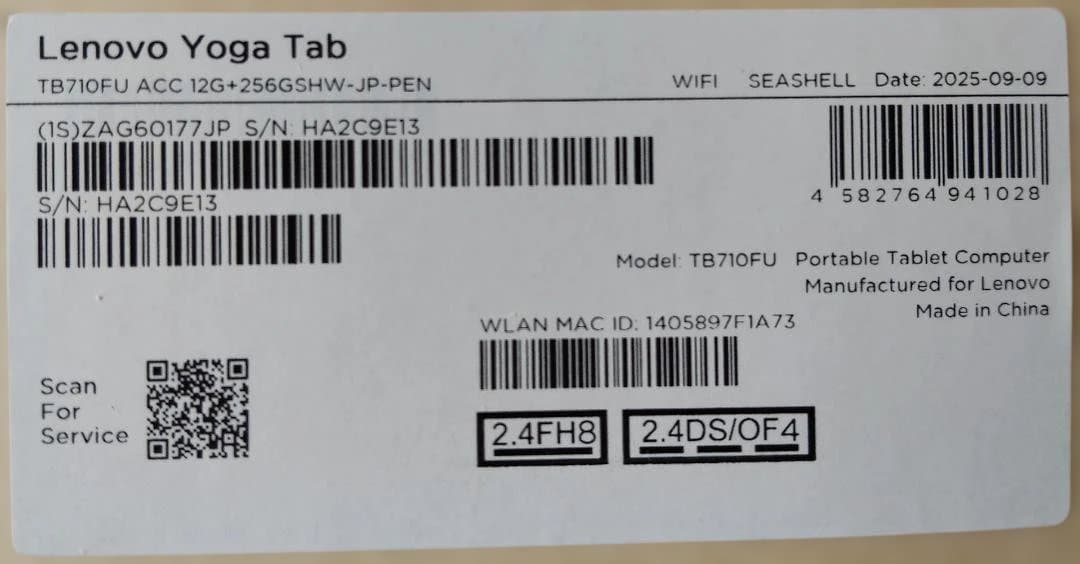 Lenovo Yoga Tab
TB710FU ACC 12G+256GSHW-JP-PEN WIFI SEASHELL Date: 2025-09-09
(1S)ZAG60177JP S/N: HA2C9E13
S/N: HA2C9E13
4 582764 941028
Model: TB710FU Portable Tablet Computer
Manufactured for Lenovo
Made in China
WLAN MAC ID: 1405897F1A73
Scan
For
Service
2.4FH8 2.4DS/OF4